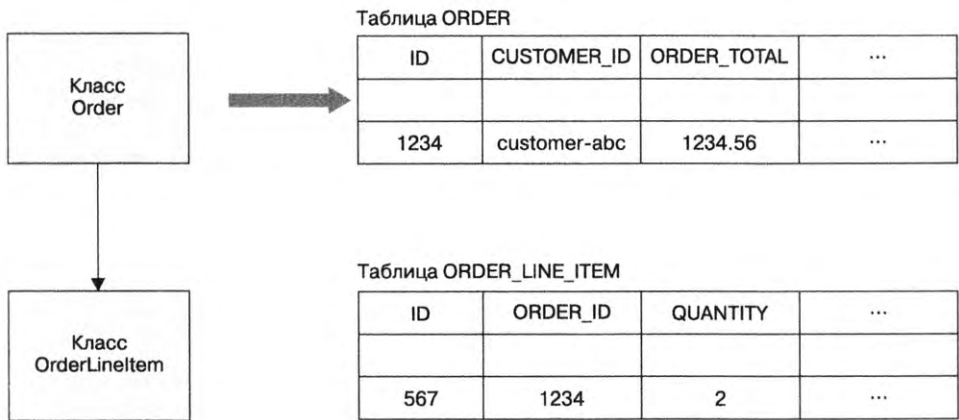 Таблица ORDER
Класс
Order
ID CUSTOMER_ID ORDER_TOTAL ...
1234 customer-abc 1234.56 ...
Таблица ORDER_LINE_ITEM
Класс
OrderLineItem
ID ORDER_ID QUANTITY ...
567 1234 2 ...